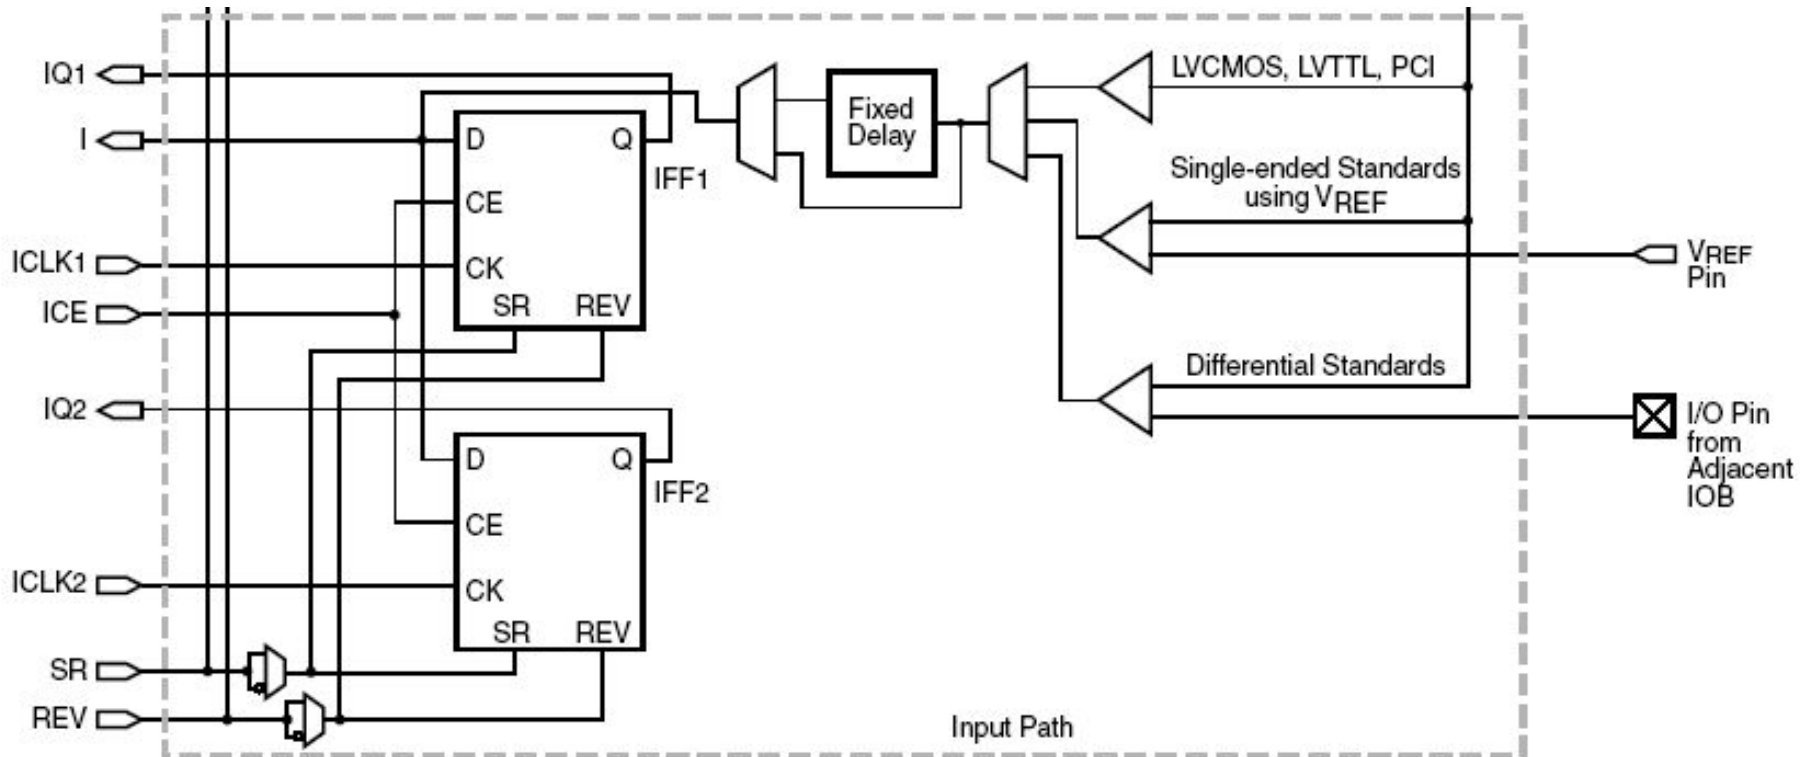 IQ1
I
ICLK1
ICE
IQ2
ICLK2
SR
REV
D Q
CE
CK
SR REV
IFF1
D Q
CE
CK
SR REV
IFF2
Fixed
Delay
LVCMOS, LVTTL, PCI
Single-ended Standards
using VREF
Differential Standards
VREF
Pin
I/O Pin
from
Adjacent
IOB
Input Path